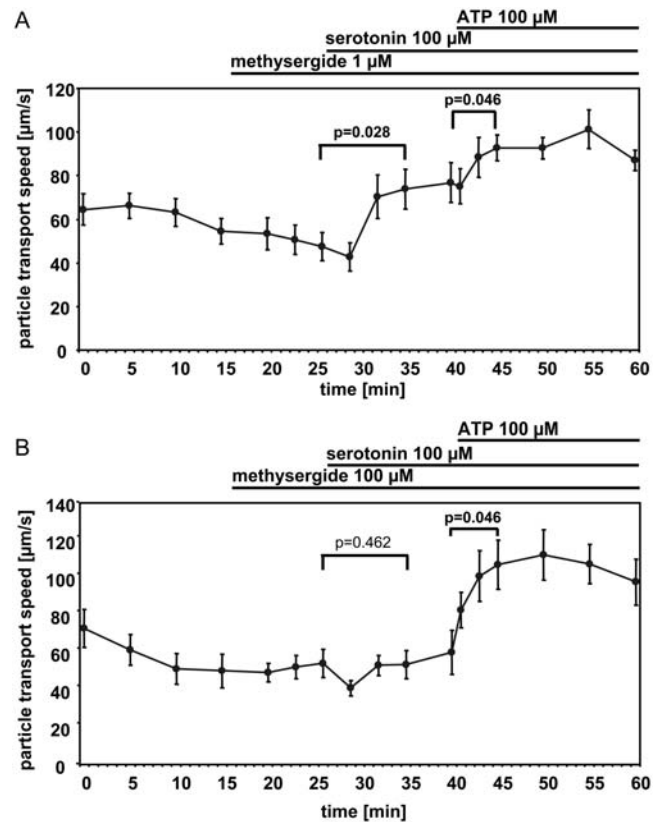 A
ATP 100 µM
serotonin 100 µM
methysergide 1 µM
particle transport speed [µm/s]
120
100
80
60
40
20
0
p=0.028
p=0.046
0 5 10 15 20 25 30 35 40 45 50 55 60
time [min]
B
ATP 100 µM
serotonin 100 µM
methysergide 100 µM
particle transport speed [µm/s]
140
120
100
80
60
40
20
0
p=0.462
p=0.046
0 5 10 15 20 25 30 35 40 45 50 55 60
time [min]